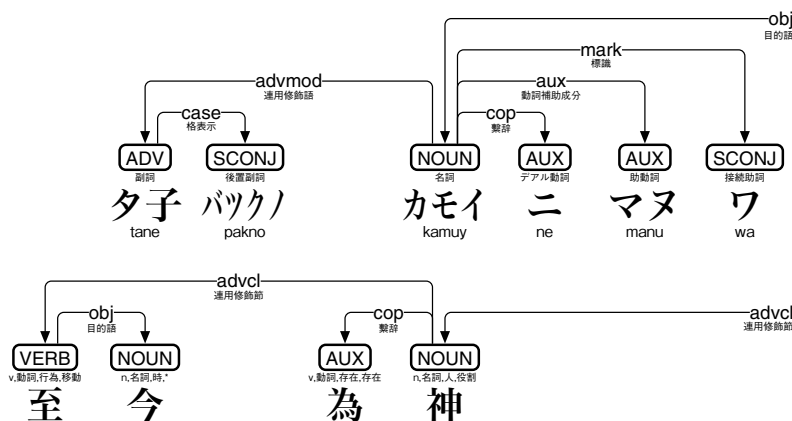 obj
目的語
mark
標識
advmod
連用修飾語
aux
動詞補助成分
case
格表示
cop
繋辞
ADV SCONJ NOUN AUX AUX SCONJ
副詞 後置副詞 名詞 デアル動詞 助動詞 接続助詞
タ子 バツクノ カモイ ニ マヌ ワ
tane pakno kamuy ne manu wa
advcl
連用修飾節
obj
目的語
cop
繋辞
advcl
連用修飾節
VERB NOUN AUX NOUN
v,動詞,行為,移動 n,名詞,時,* v,動詞,存在,存在 n,名詞,人,役割
至 今 為 神